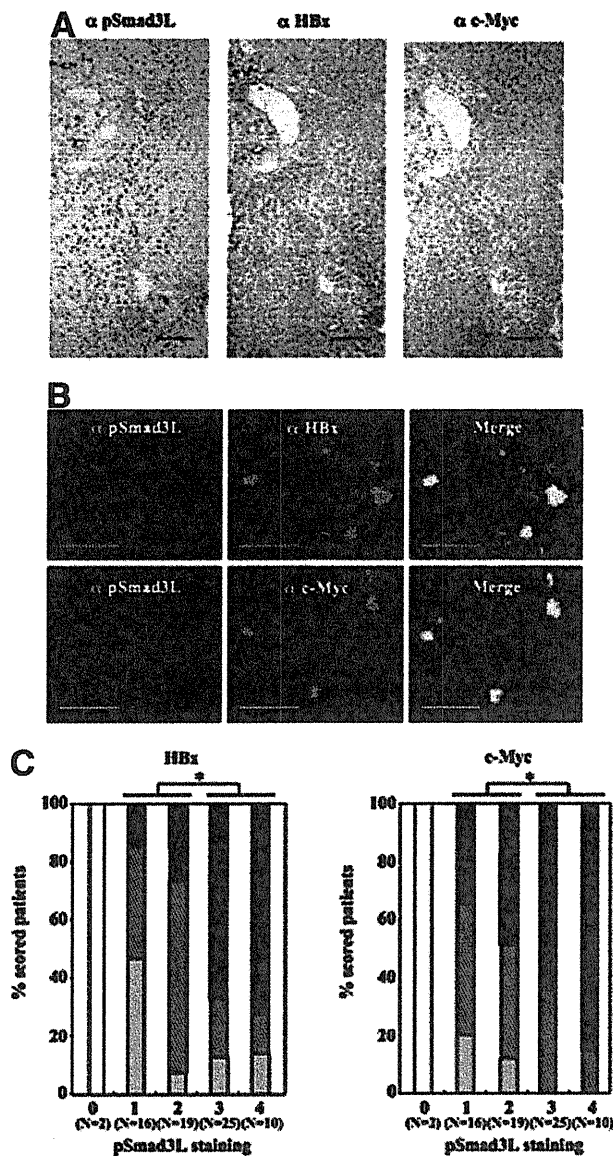 A
α pSmad3L α HBx α c-Myc
B
α pSmad3L α HBx Merge
α pSmad3L α c-Myc Merge
C
HBx c-Myc
* *
100 100
80 80
60 60
40 40
20 20
0 0
% scored patients % scored patients
0 1 2 3 4 0 1 2 3 4
(N=2) (N=16)(N=19)(N=25)(N=10) (N=2) (N=16)(N=19)(N=25)(N=10)
pSmad3L staining pSmad3L staining